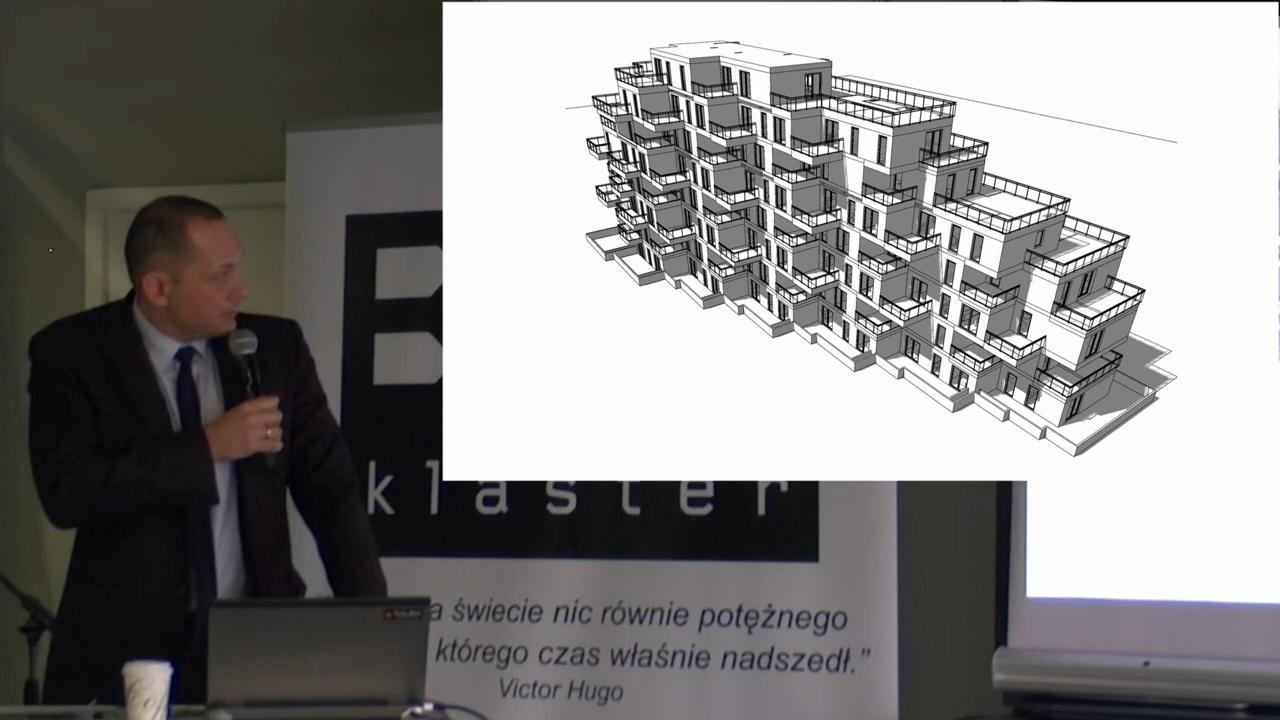 klaster
a świecie nic równie potężnego
którego czas właśnie nadszedł.”
Victor Hugo